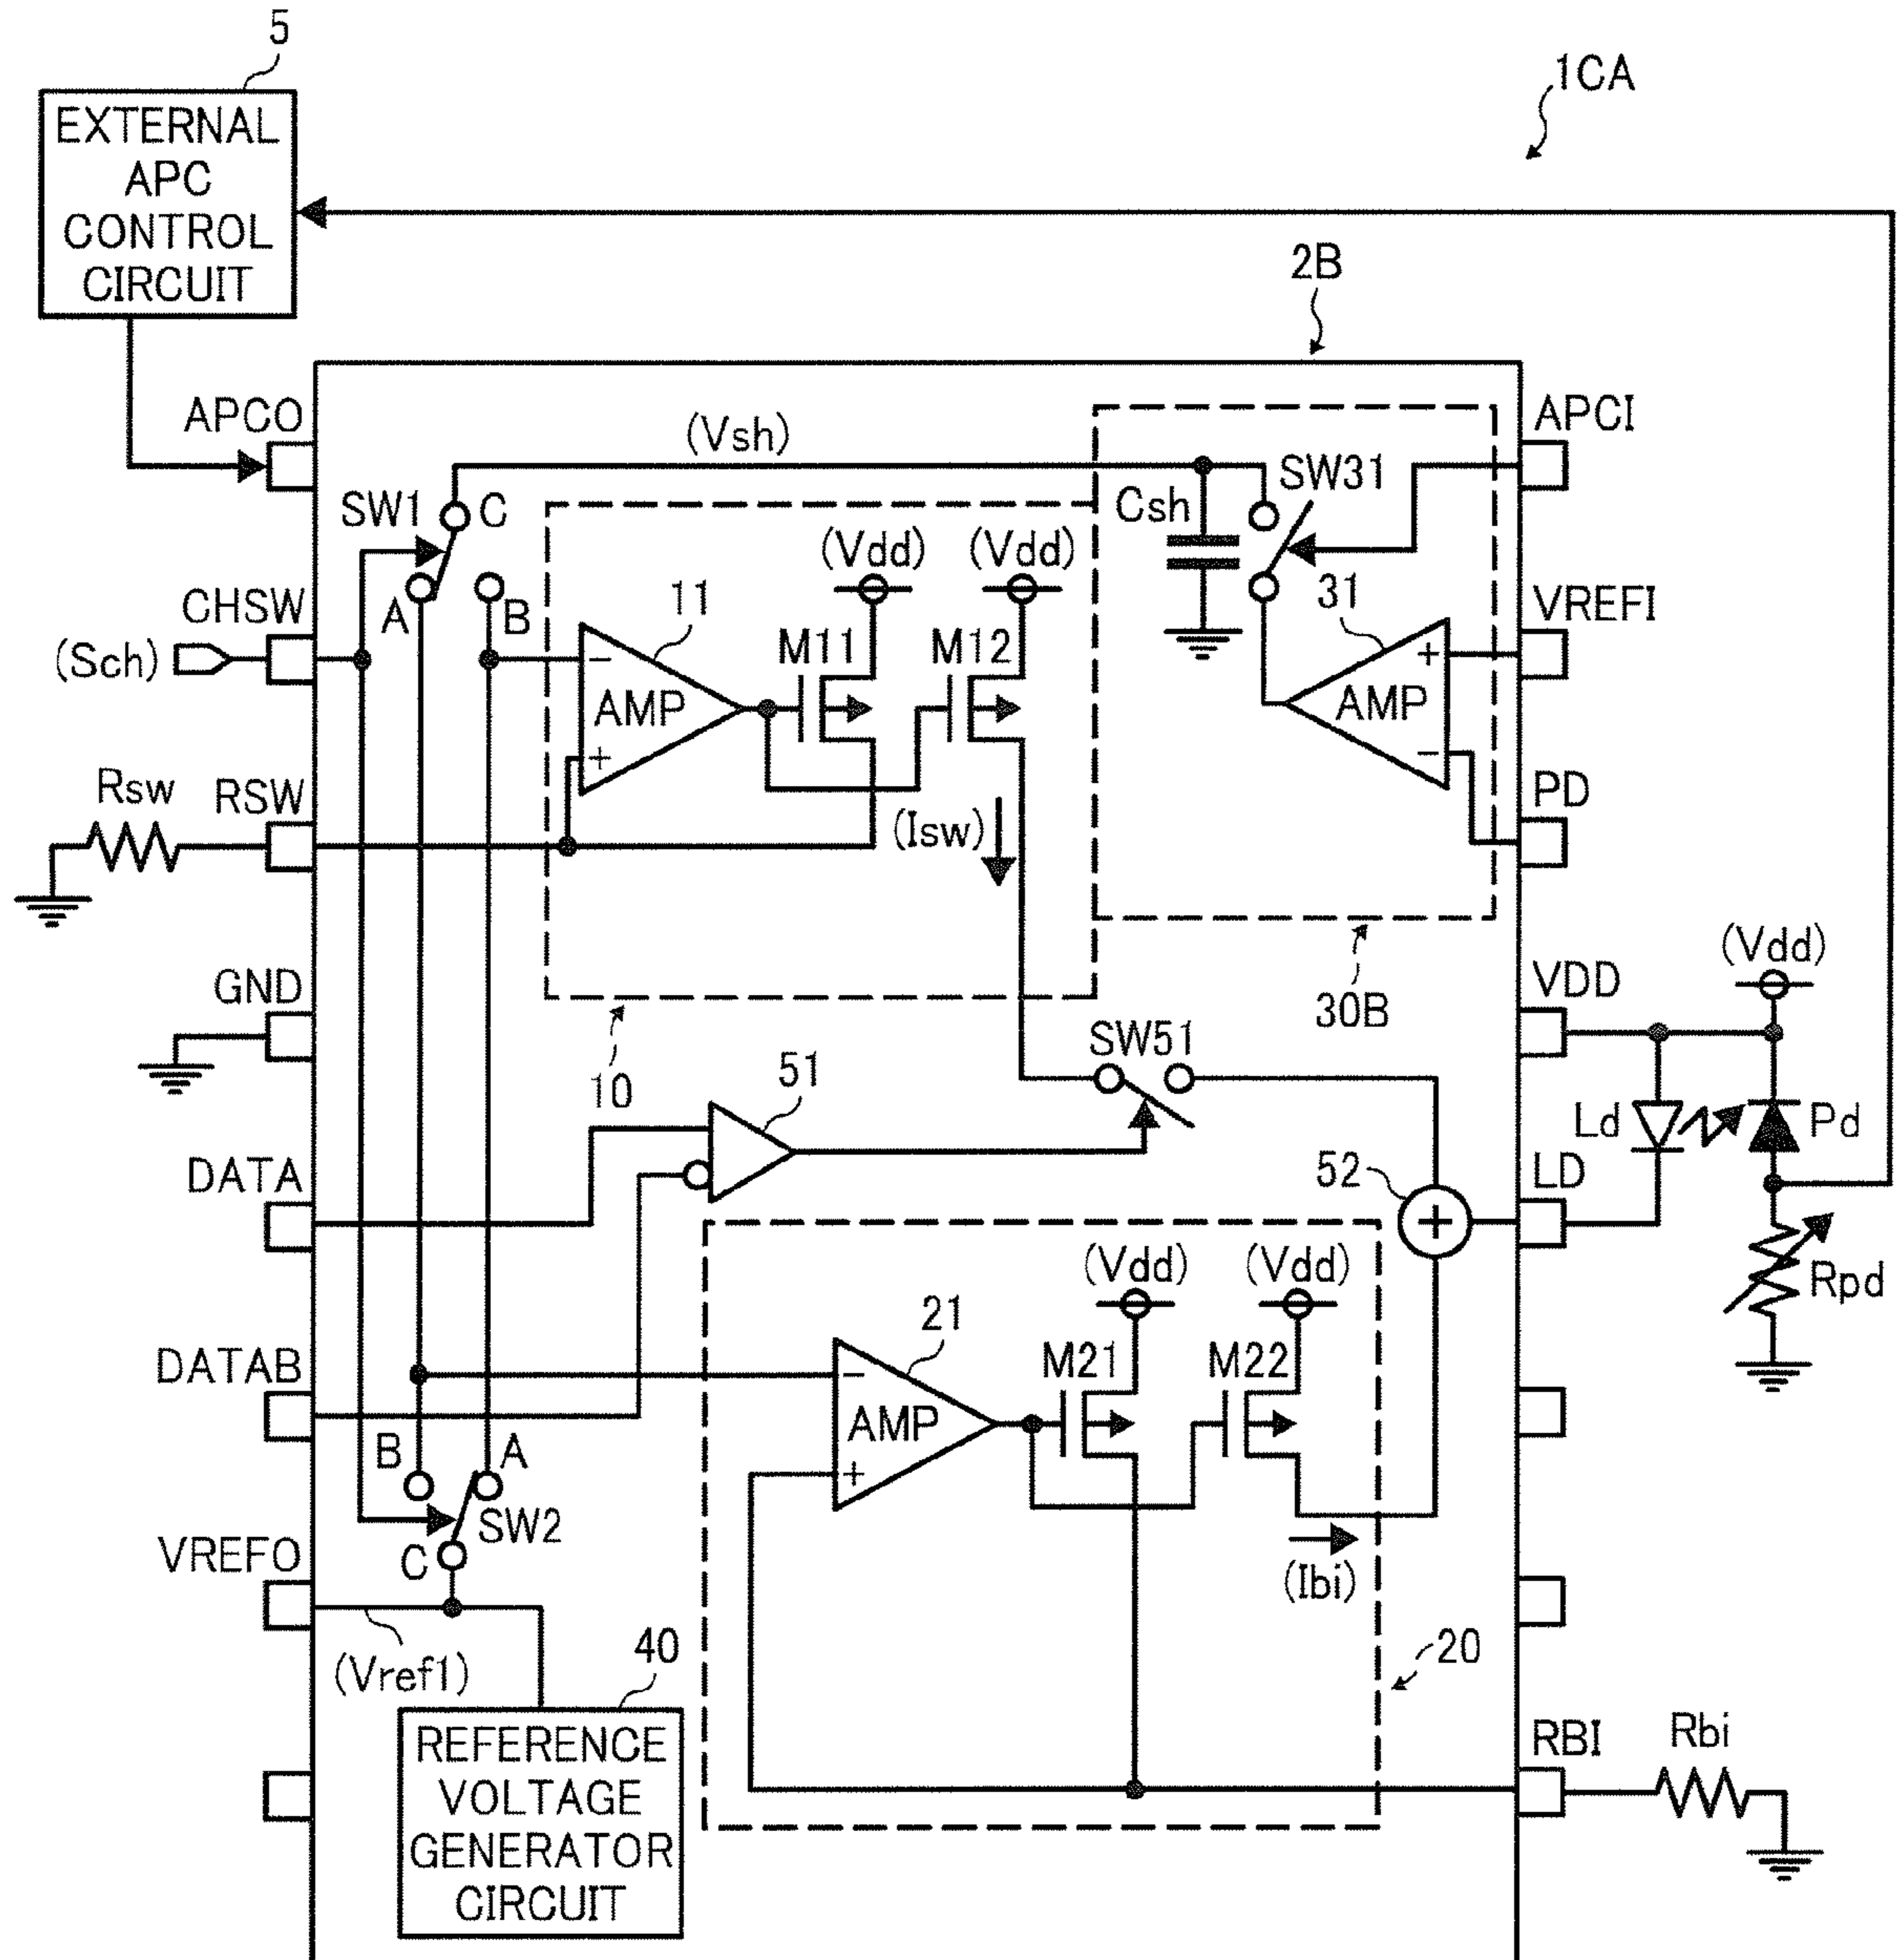 5
1CA
EXTERNAL
APC
CONTROL
CIRCUIT
2B
APCO
(Vsh)
APCI
SW1
C
SW31
Csh
(Vdd)
(Vdd)
CHSW
A
B
11
31
VREFI
(Sch)
M11
M12
−
AMP
+
+
AMP
−
Rsw
RSW
(Isw)
PD
GND
VDD
(Vdd)
10
30B
SW51
51
Ld
Pd
DATA
52
LD
+
Rpd
(Vdd)
(Vdd)
DATAB
21
M21
M22
−
AMP
+
B
A
SW2
VREFO
C
(Ibi)
(Vref1)
40
20
REFERENCE
VOLTAGE
GENERATOR
CIRCUIT
RBI
Rbi